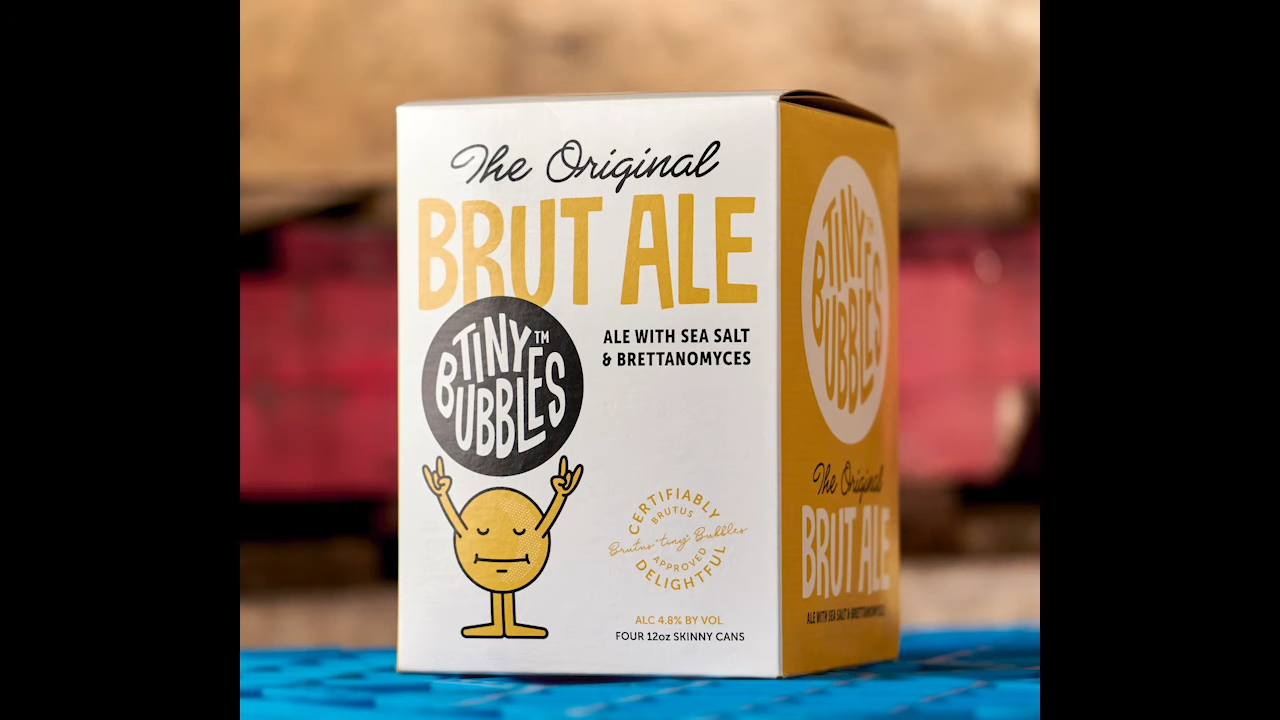 The Original
BRUT ALE
TINY™
BUBBLES
ALE WITH SEA SALT
& BRETTANOMYCES
CERTIFIABLY
BRUTUS
Brutus "tiny" Bubbles
APPROVED
DELIGHTFUL
ALC 4.8% BY VOL
FOUR 12oz SKINNY CANS
TINY™
BUBBLES
The Original
BRUT ALE
ALE WITH SEA SALT & BRETTANOMYCES